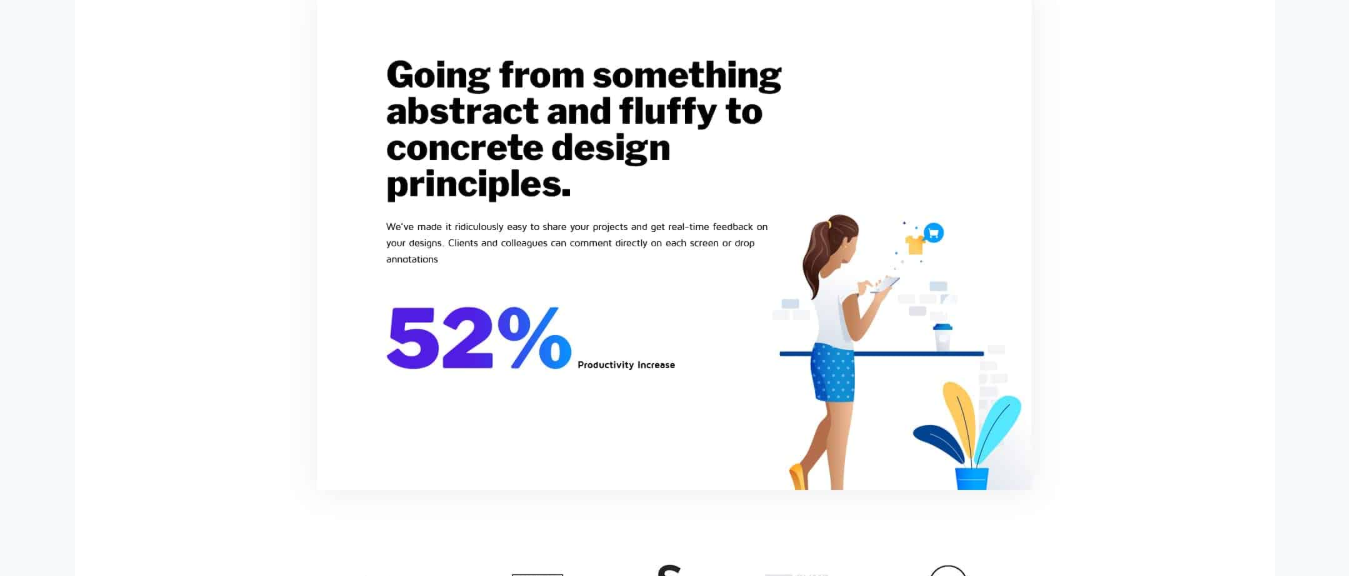 Going from something
abstract and fluffy to
concrete design
principles.
We've made it ridiculously easy to share your projects and get real-time feedback on
your designs. Clients and colleagues can comment directly on each screen or drop
annotations
52% Productivity Increase